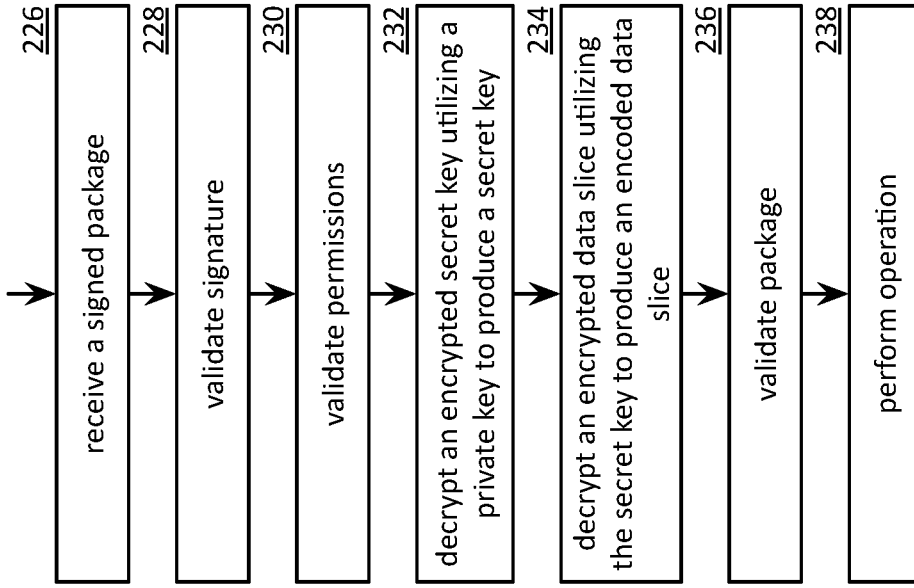 226
receive a signed package
228
validate signature
230
validate permissions
232
decrypt an encrypted secret key utilizing a
private key to produce a secret key
234
decrypt an encrypted data slice utilizing
the secret key to produce an encoded data
slice
236
validate package
238
perform operation